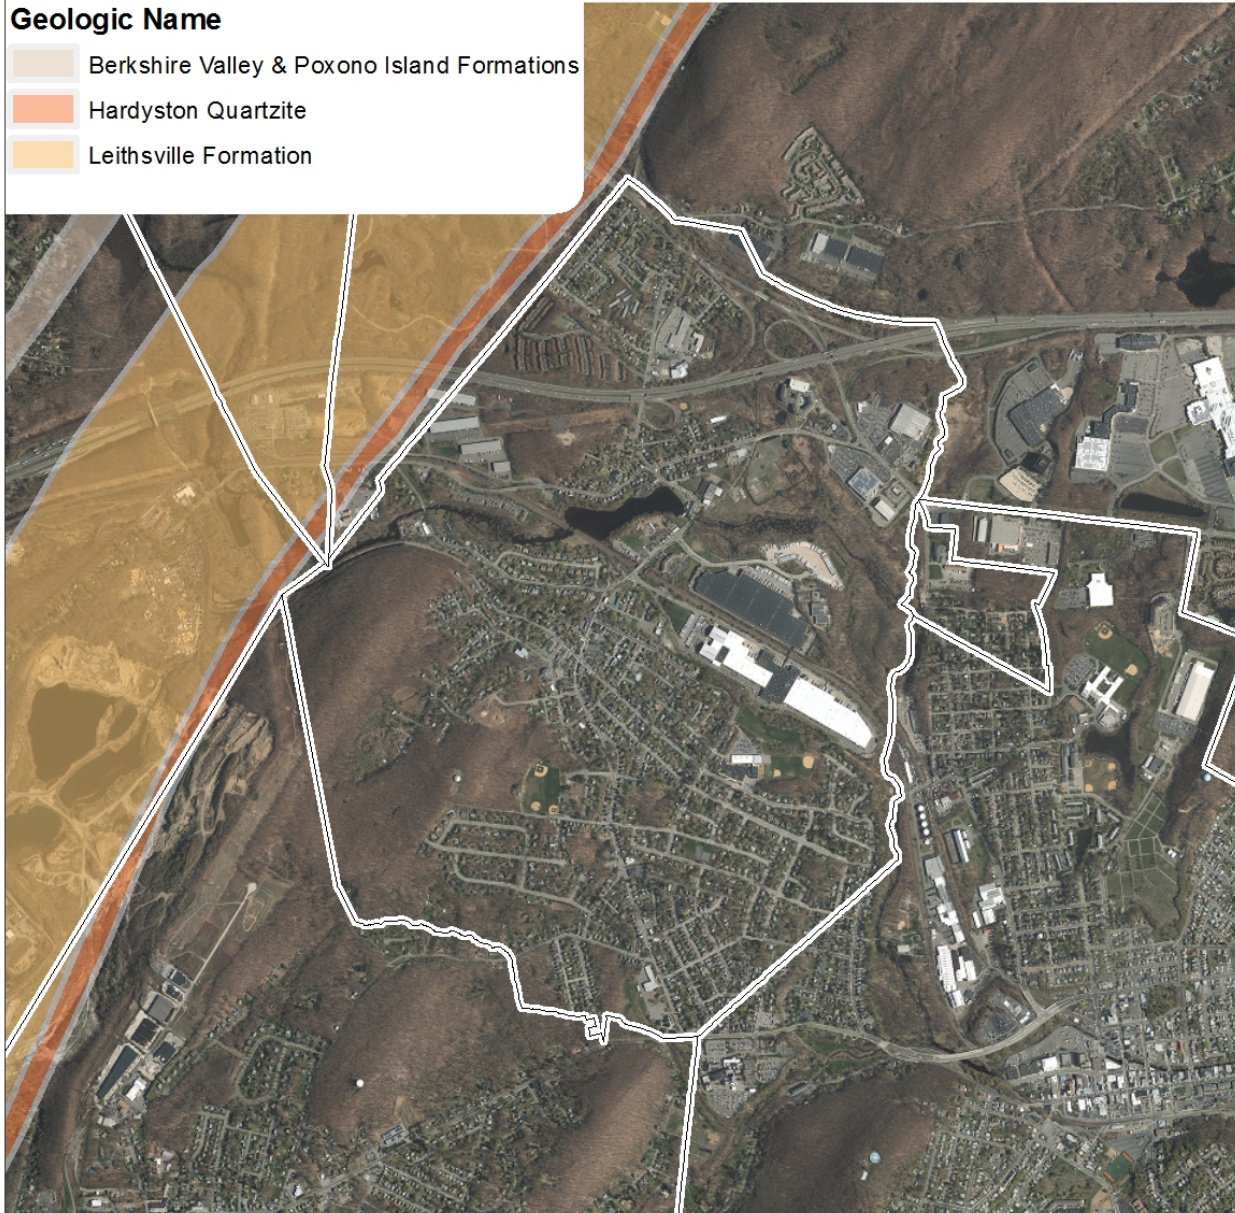 Geologic Name
Berkshire Valley & Poxono Island Formations
Hardyston Quartzite
Leithsville Formation